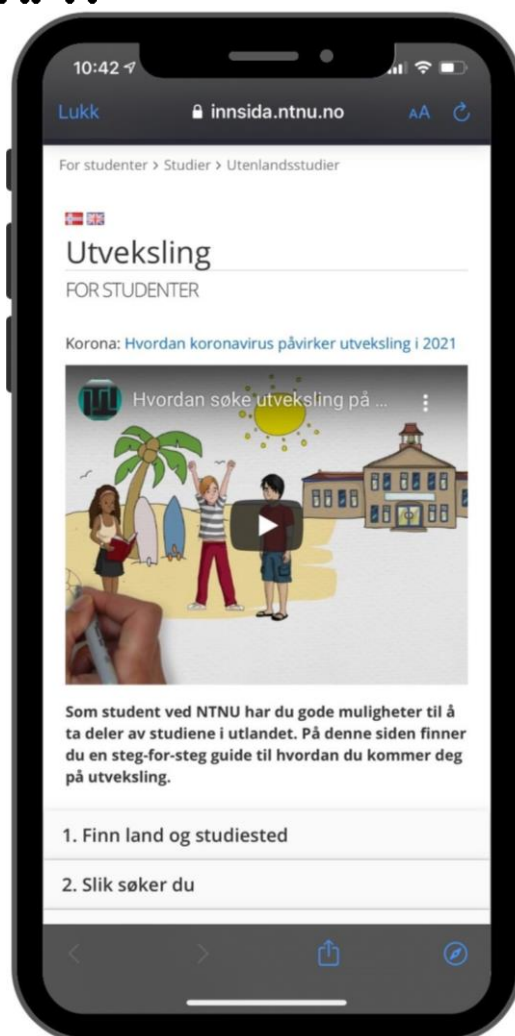 10:42
Lukk
innsida.ntnu.no
AA
For studenter > Studier > Utenlandsstudier
Utveksling
FOR STUDENTER
Korona: Hvordan koronavirus påvirker utveksling i 2021
Hvordan søke utveksling på ...
Som student ved NTNU har du gode muligheter til å
ta deler av studiene i utlandet. På denne siden finner
du en steg-for-steg guide til hvordan du kommer deg
på utveksling.
1. Finn land og studiested
2. Slik søker du